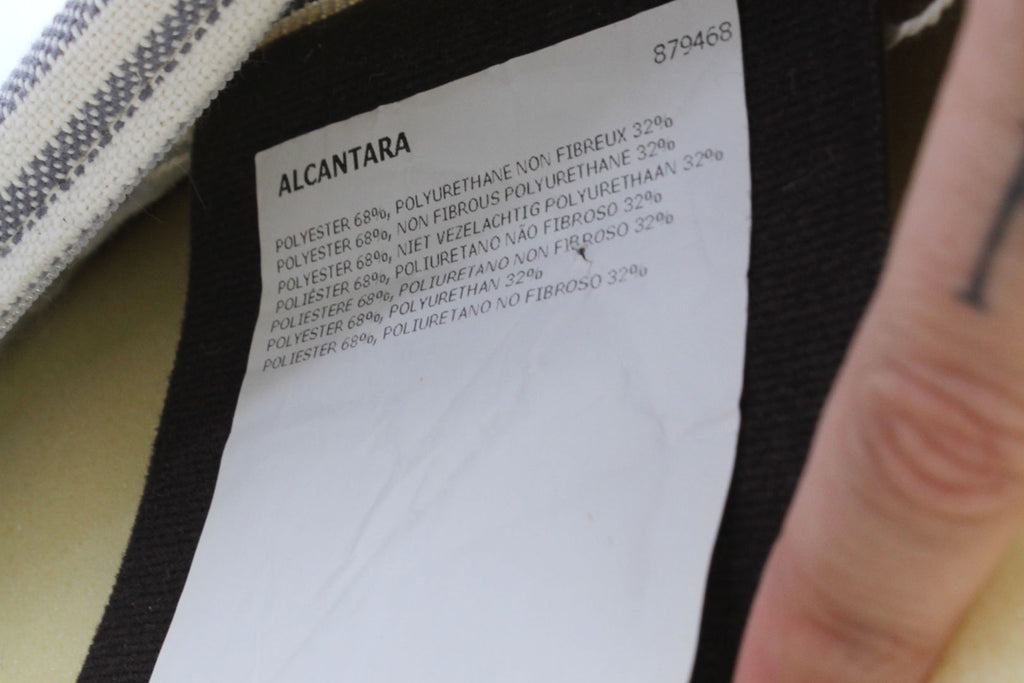 879468
ALCANTARA
POLYESTER 68%, POLYURETHANE NON FIBREUX 32%
POLYESTER 68%, NON FIBROUS POLYURETHANE 32%
POLYESTER 68%, NIET VEZELACHTIG POLYURETHAAN 32%
POLIÉSTER 68%, POLIURETANO NÃO FIBROSO 32%
POLIESTERE 68%, POLIURETANO NON FIBROSO 32%
POLYESTER 68%, POLYURETHAN 32%
POLIESTER 68%, POLIURETANO NO FIBROSO 32%